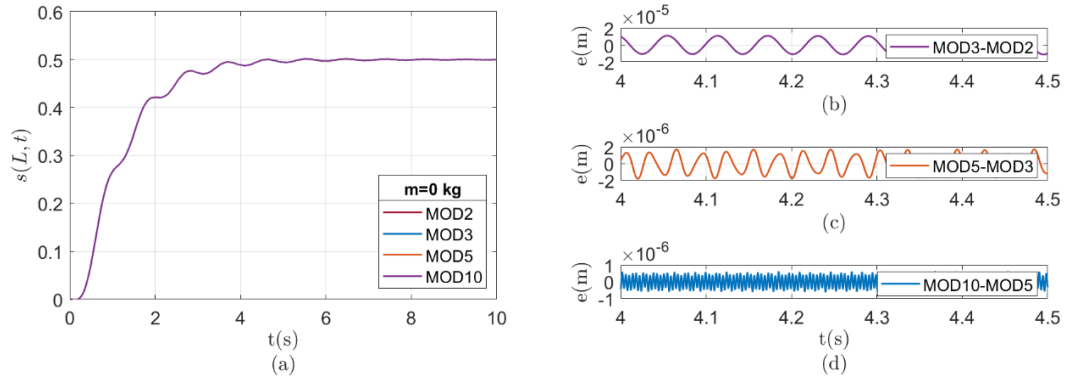 0.6
0.5
0.4
0.3
0.2
0.1
0
s(L, t)
m=0 kg
MOD2
MOD3
MOD5
MOD10
0 2 4 6 8 10
t(s)
(a)
×10⁻⁵
2
0
-2
e(m)
MOD3-MOD2
4 4.1 4.2 4.3 4.4 4.5
(b)
×10⁻⁶
2
0
-2
e(m)
MOD5-MOD3
4 4.1 4.2 4.3 4.4 4.5
(c)
×10⁻⁶
1
0
-1
e(m)
MOD10-MOD5
4 4.1 4.2 4.3 4.4 4.5
t(s)
(d)